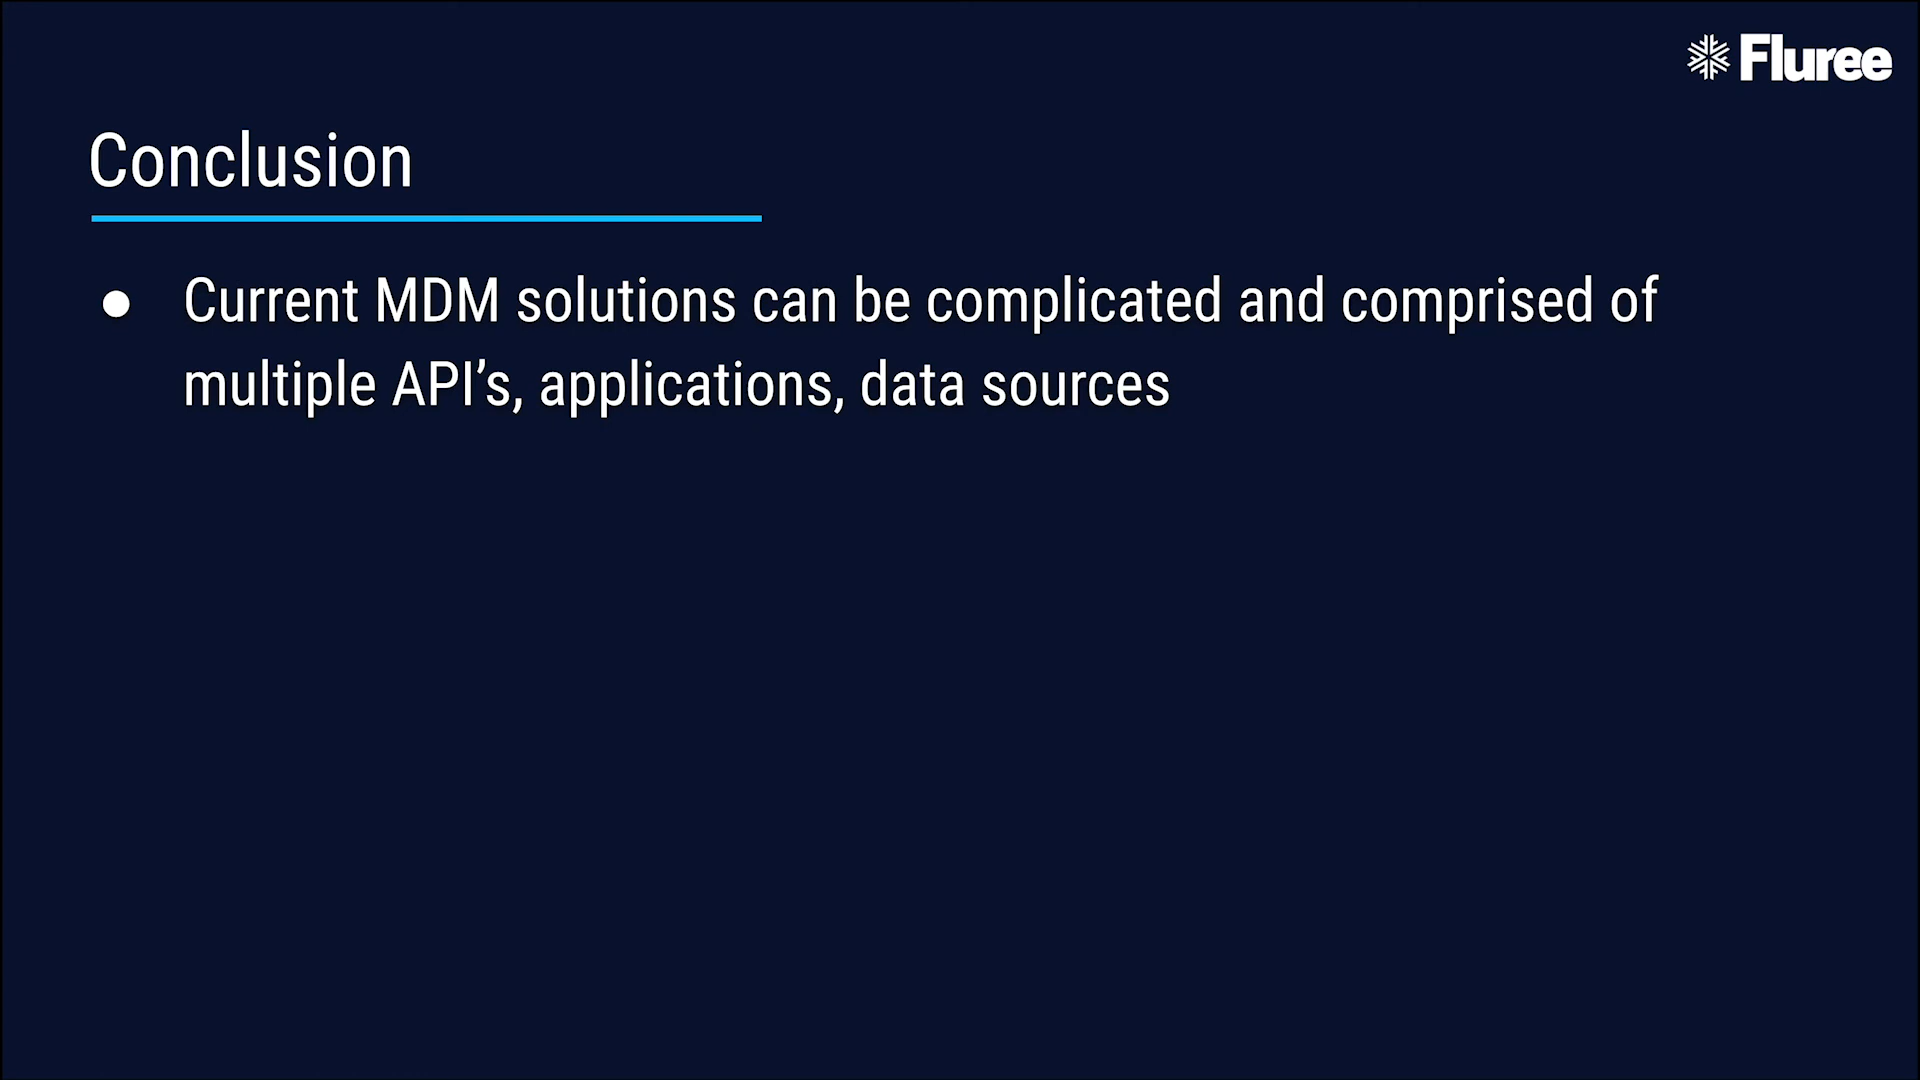 Fluree
Conclusion
● Current MDM solutions can be complicated and comprised of
multiple API’s, applications, data sources